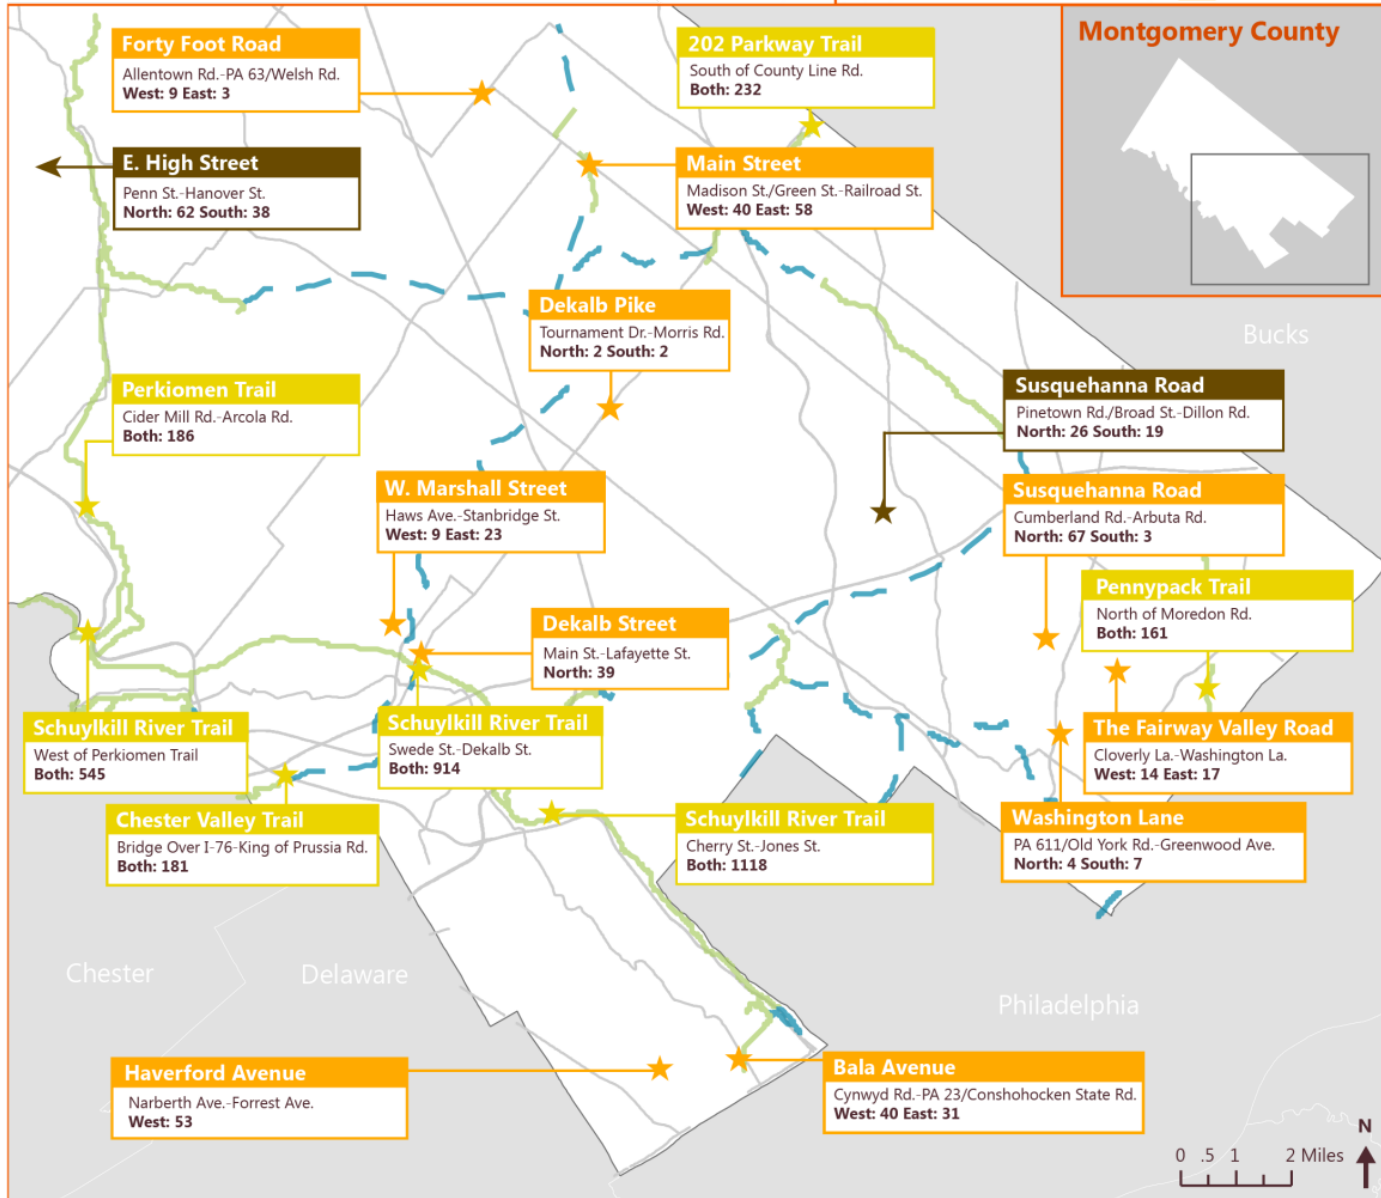 Montgomery County
Forty Foot Road
Allentown Rd.-PA 63/Welsh Rd.
West: 9 East: 3
202 Parkway Trail
South of County Line Rd.
Both: 232
E. High Street
Penn St.-Hanover St.
North: 62 South: 38
Main Street
Madison St./Green St.-Railroad St.
West: 40 East: 58
Dekalb Pike
Tournament Dr.-Morris Rd.
North: 2 South: 2
Bucks
Perkiomen Trail
Cider Mill Rd.-Arcola Rd.
Both: 186
Susquehanna Road
Pinetown Rd./Broad St.-Dillon Rd.
North: 26 South: 19
W. Marshall Street
Haws Ave.-Stanbridge St.
West: 9 East: 23
Susquehanna Road
Cumberland Rd.-Arbuta Rd.
North: 67 South: 3
Pennypack Trail
North of Moredon Rd.
Both: 161
Dekalb Street
Main St.-Lafayette St.
North: 39
Schuylkill River Trail
West of Perkiomen Trail
Both: 545
Schuylkill River Trail
Swede St.-Dekalb St.
Both: 914
The Fairway Valley Road
Cloverly La.-Washington La.
West: 14 East: 17
Chester Valley Trail
Bridge Over I-76-King of Prussia Rd.
Both: 181
Schuylkill River Trail
Cherry St.-Jones St.
Both: 1118
Washington Lane
PA 611/Old York Rd.-Greenwood Ave.
North: 4 South: 7
Chester
Delaware
Philadelphia
Haverford Avenue
Narberth Ave.-Forrest Ave.
West: 53
Bala Avenue
Cynwyd Rd.-PA 23/Conshohocken State Rd.
West: 40 East: 31
N
0 .5 1 2 Miles